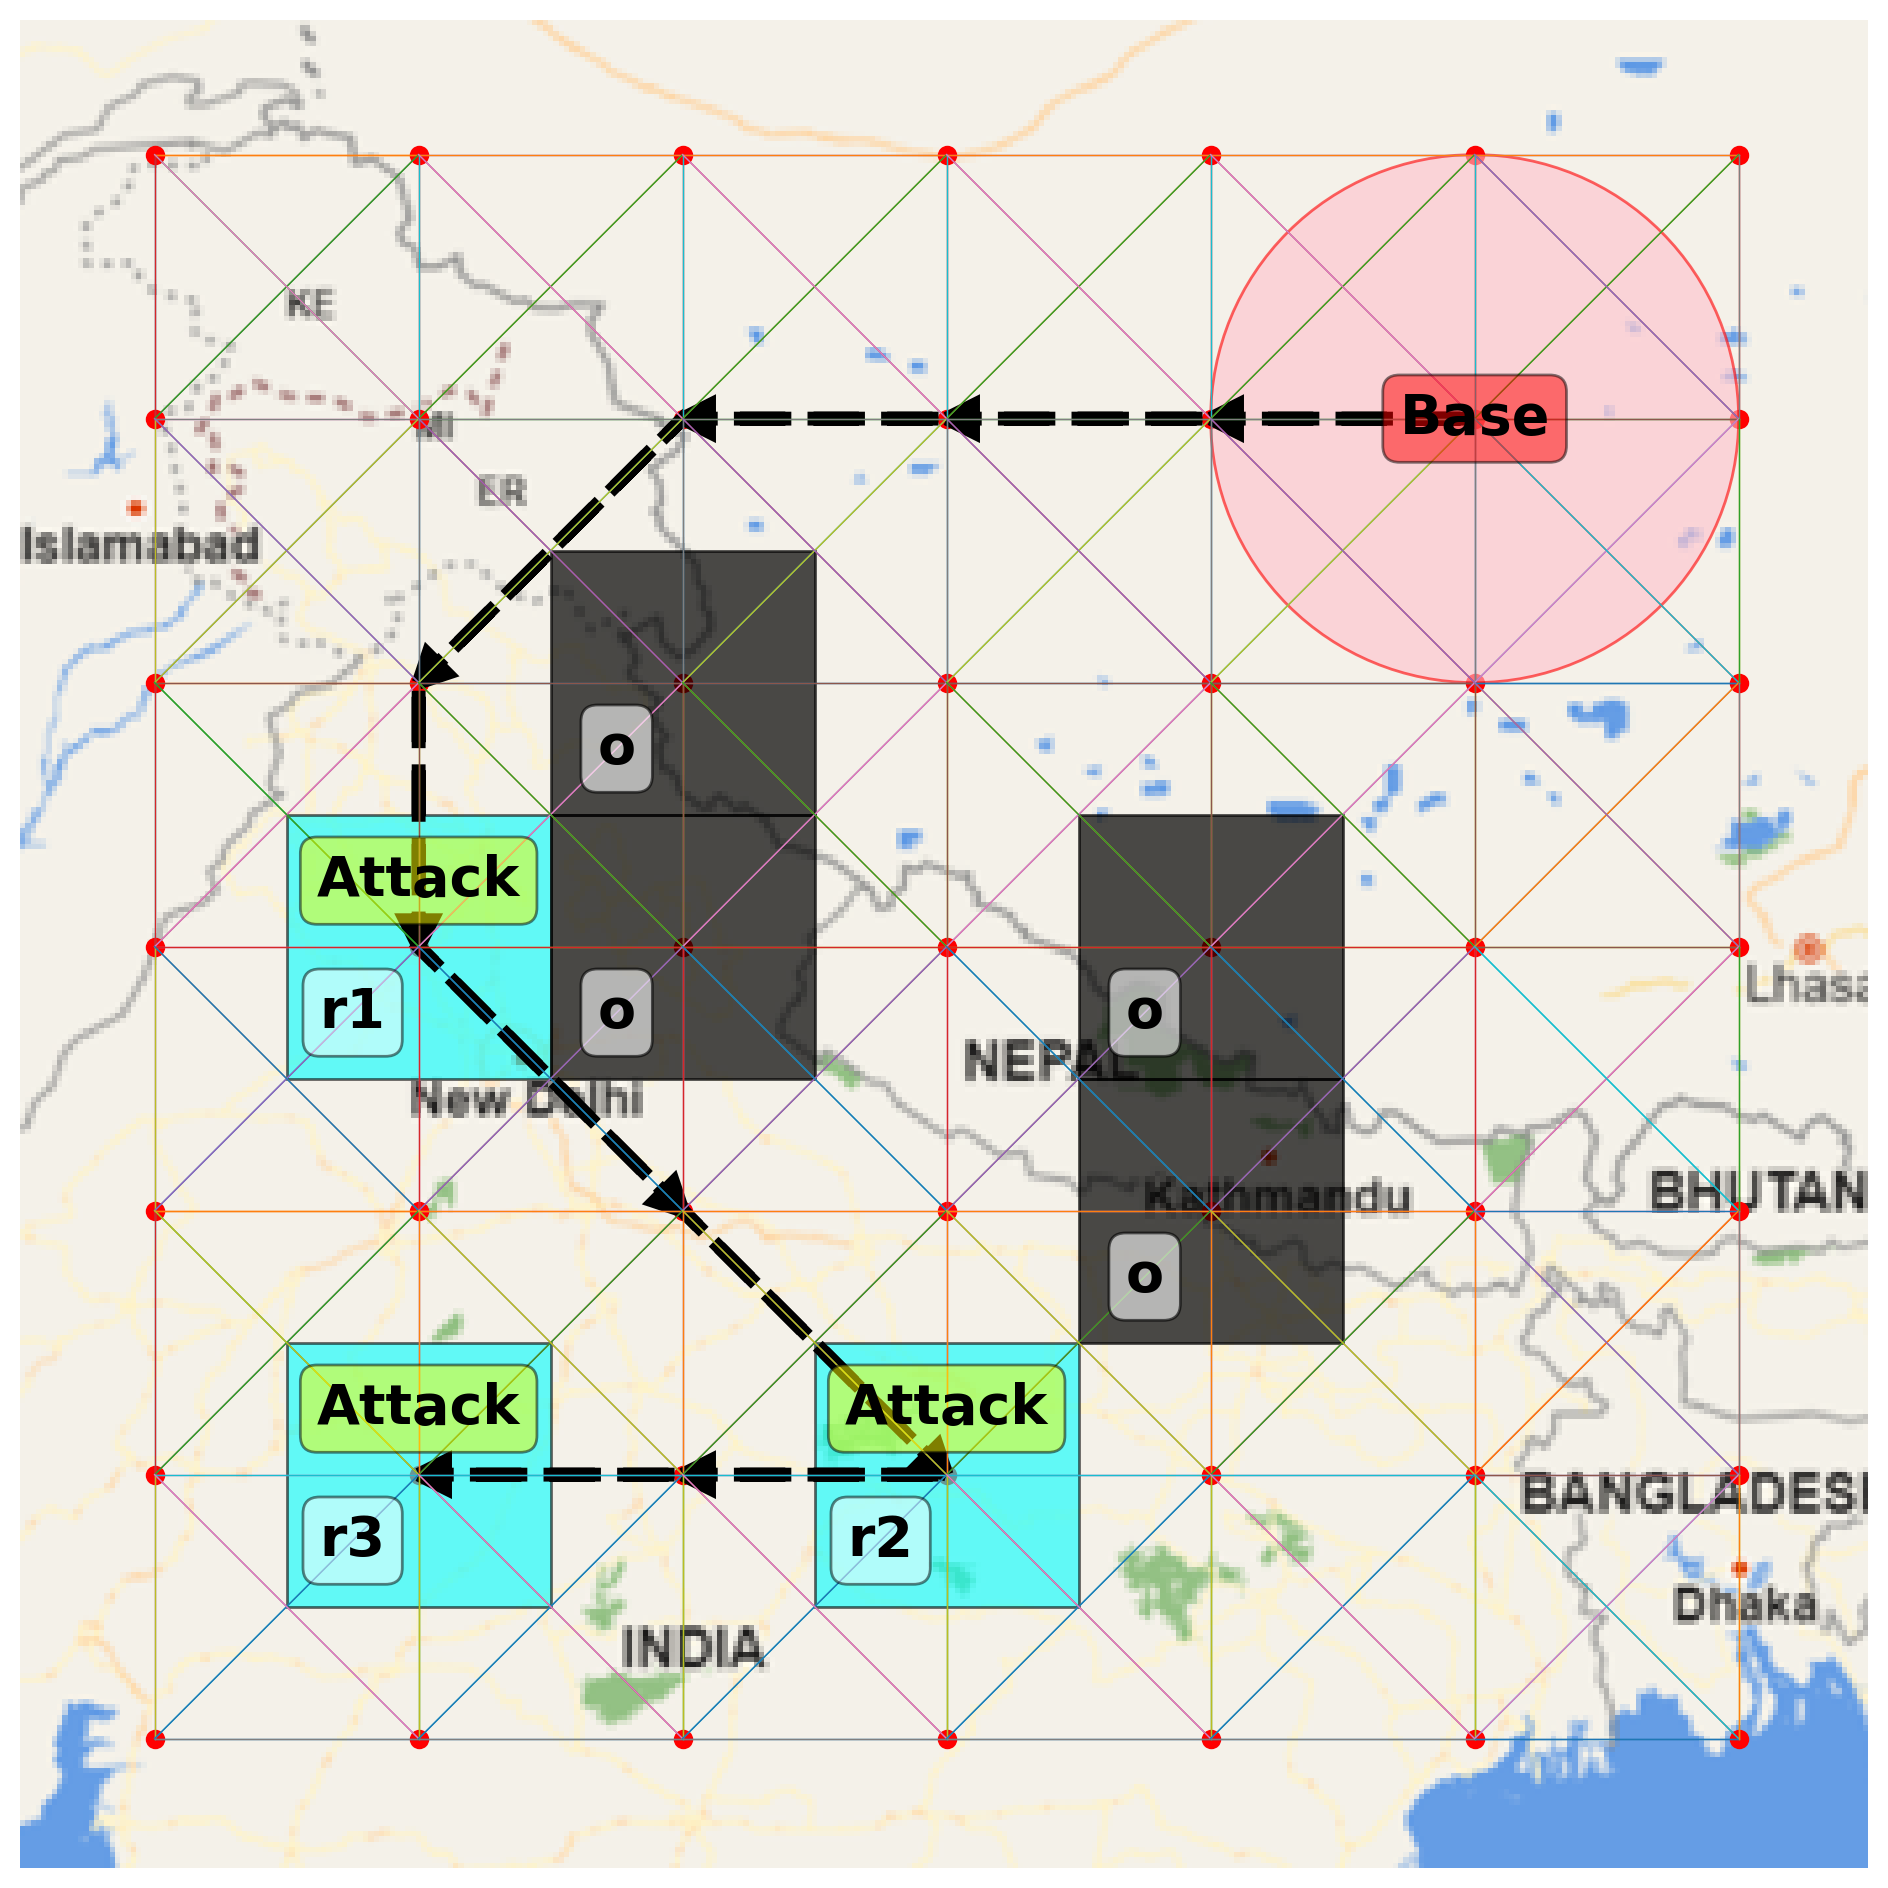 KE
Base
MI
ER
Islamabad
o
Attack
r1
o
o
Lhasa
NEPAL
New Delhi
Kathmandu
BHUTAN
o
Attack
Attack
r3
r2
BANGLADESH
Dhaka
INDIA